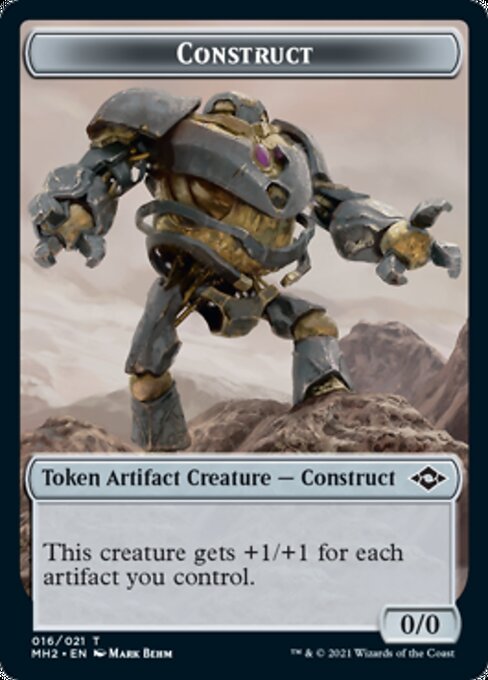 Construct
Token Artifact Creature — Construct
This creature gets +1/+1 for each
artifact you control.
0/0
016/021 T
MH2 • EN Mark Behm
™ & © 2021 Wizards of the Coast